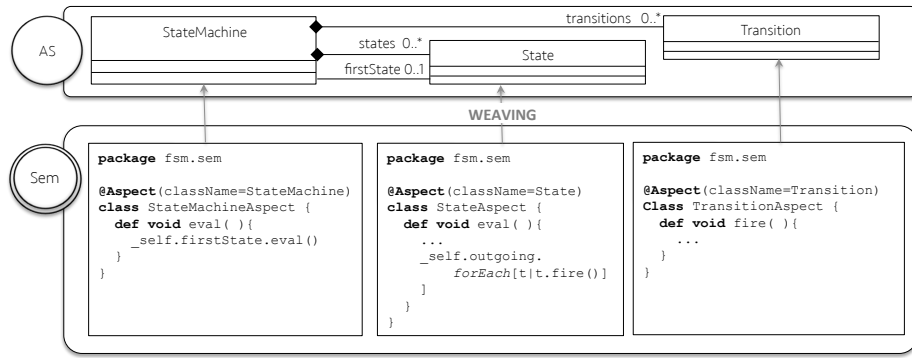 AS
StateMachine
transitions 0..*
Transition
states 0..*
State
firstState 0..1
WEAVING
Sem
package fsm.sem
@Aspect(className=StateMachine)
class StateMachineAspect {
def void eval( ){
_self.firstState.eval()
}
}
package fsm.sem
@Aspect(className=State)
class StateAspect {
def void eval( ){
...
_self.outgoing.
forEach[t|t.fire()]
]
}
}
package fsm.sem
@Aspect(className=Transition)
Class TransitionAspect {
def void fire( ){
...
}
}